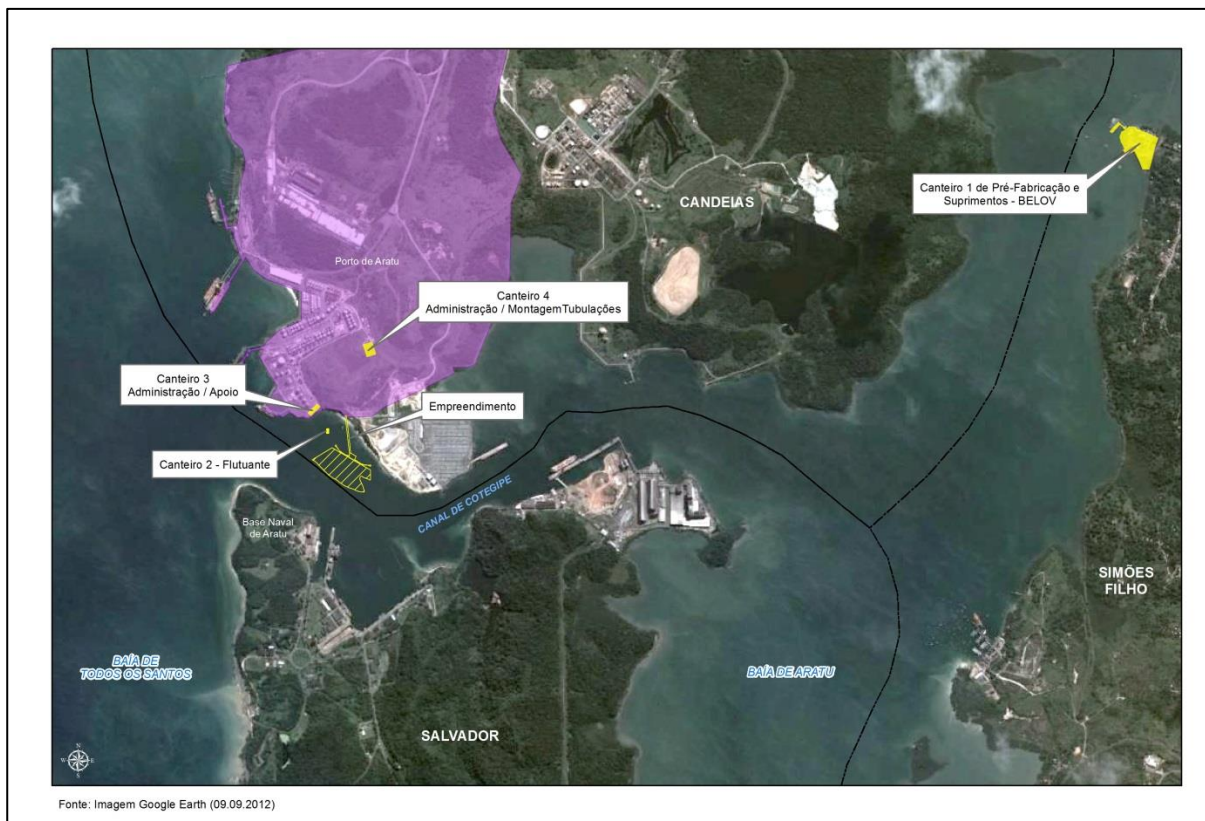 CANDEIAS
Canteiro 1 de Pré-Fabricação e
Suprimentos - BELOV
Porto de Aratu
Canteiro 4
Administração / MontagemTubulações
Canteiro 3
Administração / Apoio
Empreendimento
Canteiro 2 - Flutuante
CANAL DE COTEGIPE
Base Naval
de Aratu
SIMÕES
FILHO
BAÍA DE
TODOS OS SANTOS
BAÍA DE ARATU
SALVADOR
N
W
E
S
Fonte: Imagem Google Earth (09.09.2012)